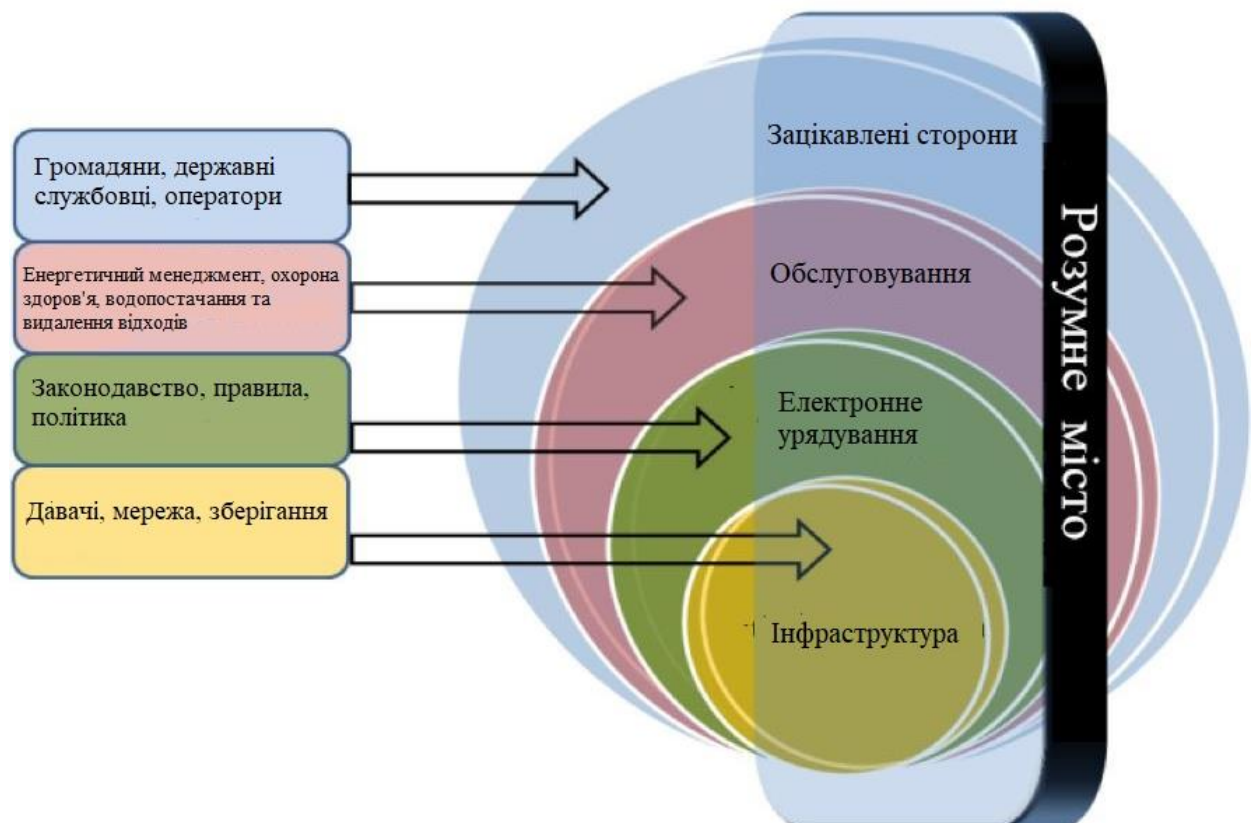 Громадяни, державні
службовці, оператори
Енергетичний менеджмент, охорона
здоров'я, водопостачання та
видалення відходів
Законодавство, правила,
політика
Давачі, мережа, зберігання
Зацікавлені сторони
Обслуговування
Електронне
урядування
Інфраструктура
Розумне місто